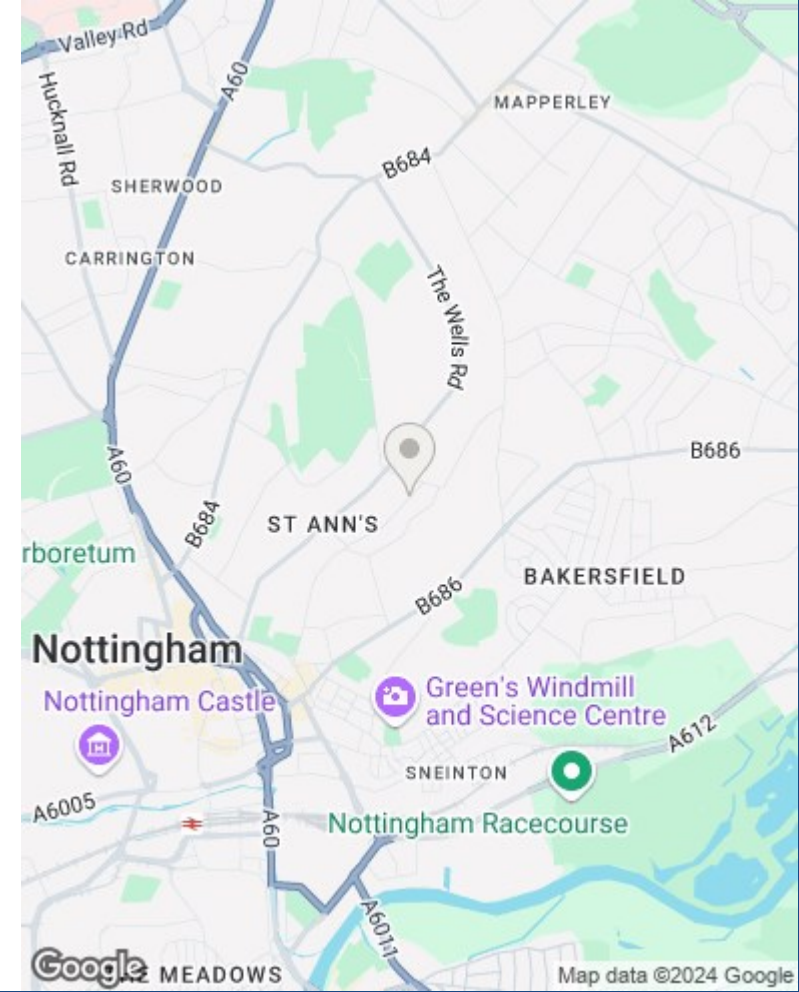 Valley Rd
A60
MAPPERLEY
Hucknall Rd
B684
SHERWOOD
CARRINGTON
The Wells Rd
A60
B686
B684
ST ANN'S
rboretum
BAKERSFIELD
B686
Nottingham
Green's Windmill
and Science Centre
Nottingham Castle
A612
SNEINTON
A6005
A60
Nottingham Racecourse
A6011
Google
HE MEADOWS
Map data ©2024 Google